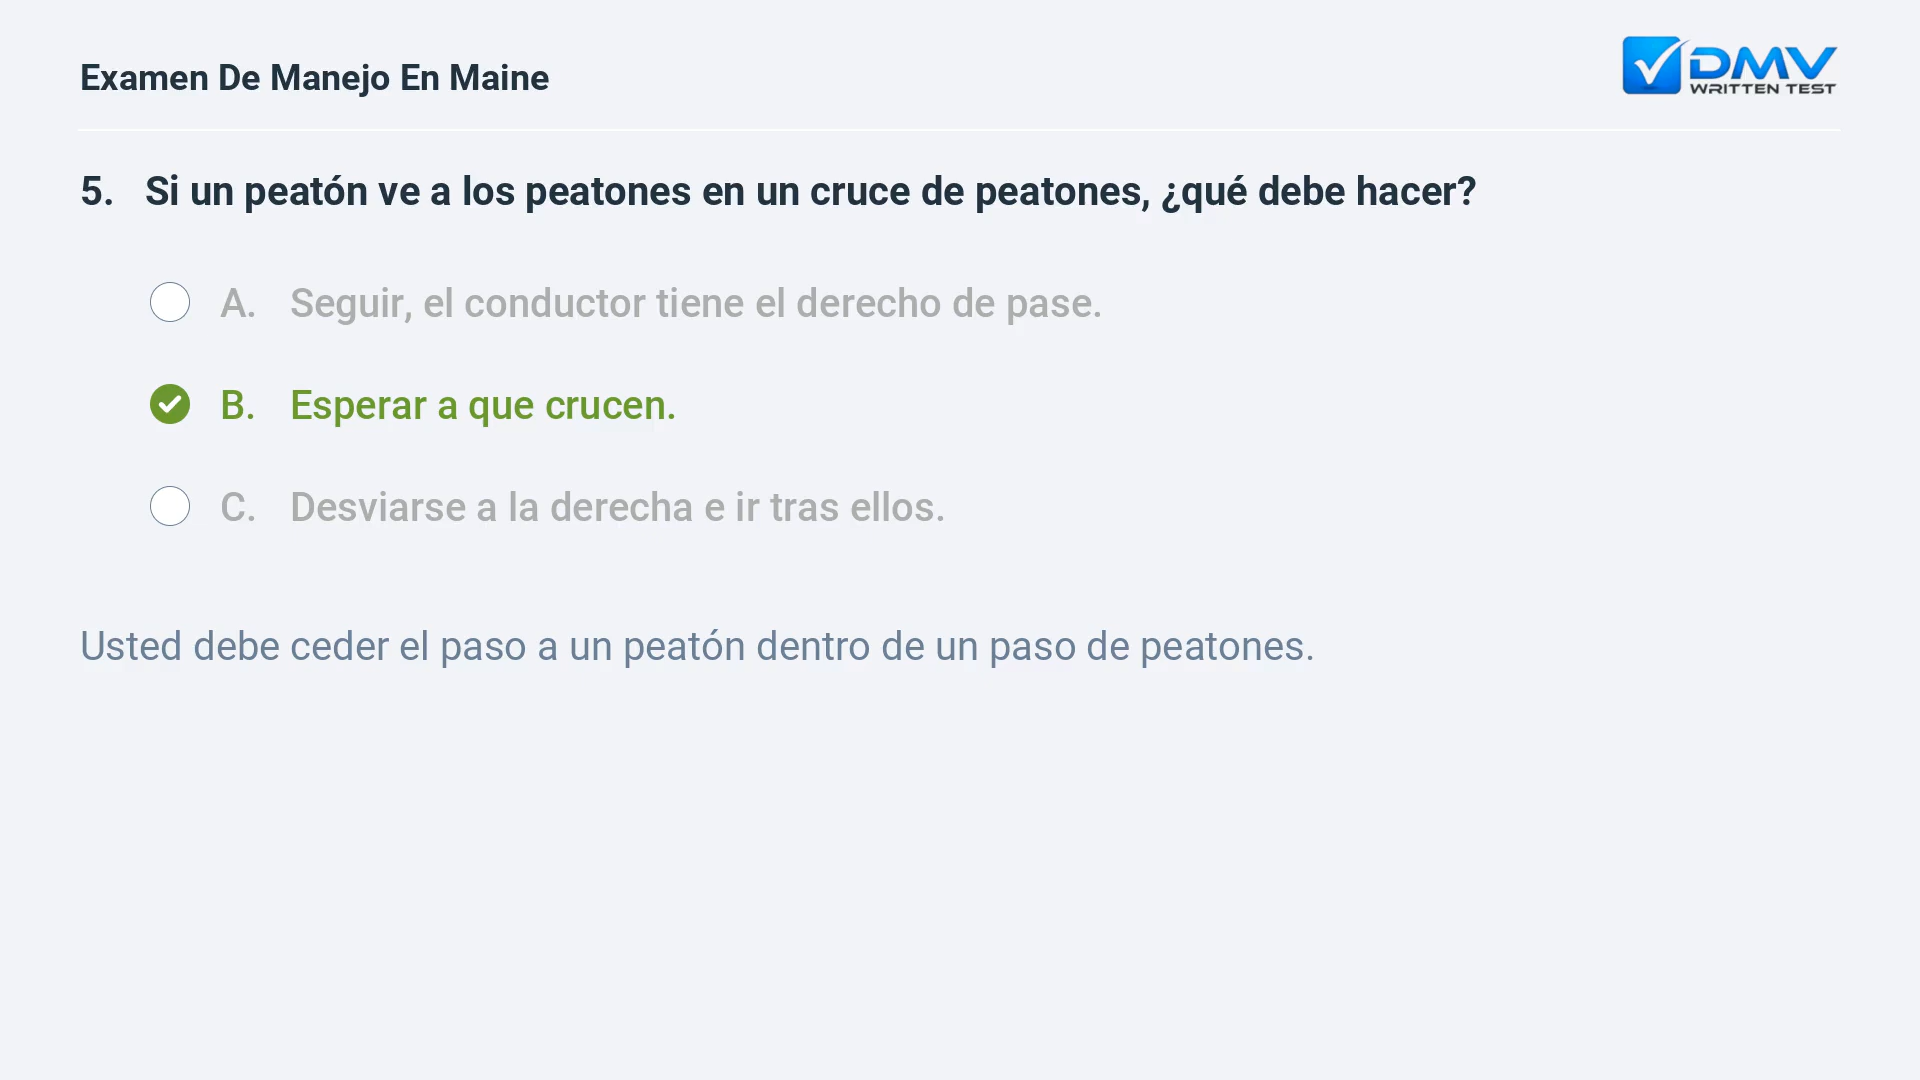 Examen De Manejo En Maine
DMV
WRITTEN TEST
5. Si un peatón ve a los peatones en un cruce de peatones, ¿qué debe hacer?
A. Seguir, el conductor tiene el derecho de pase.
B. Esperar a que crucen.
C. Desviarse a la derecha e ir tras ellos.
Usted debe ceder el paso a un peatón dentro de un paso de peatones.